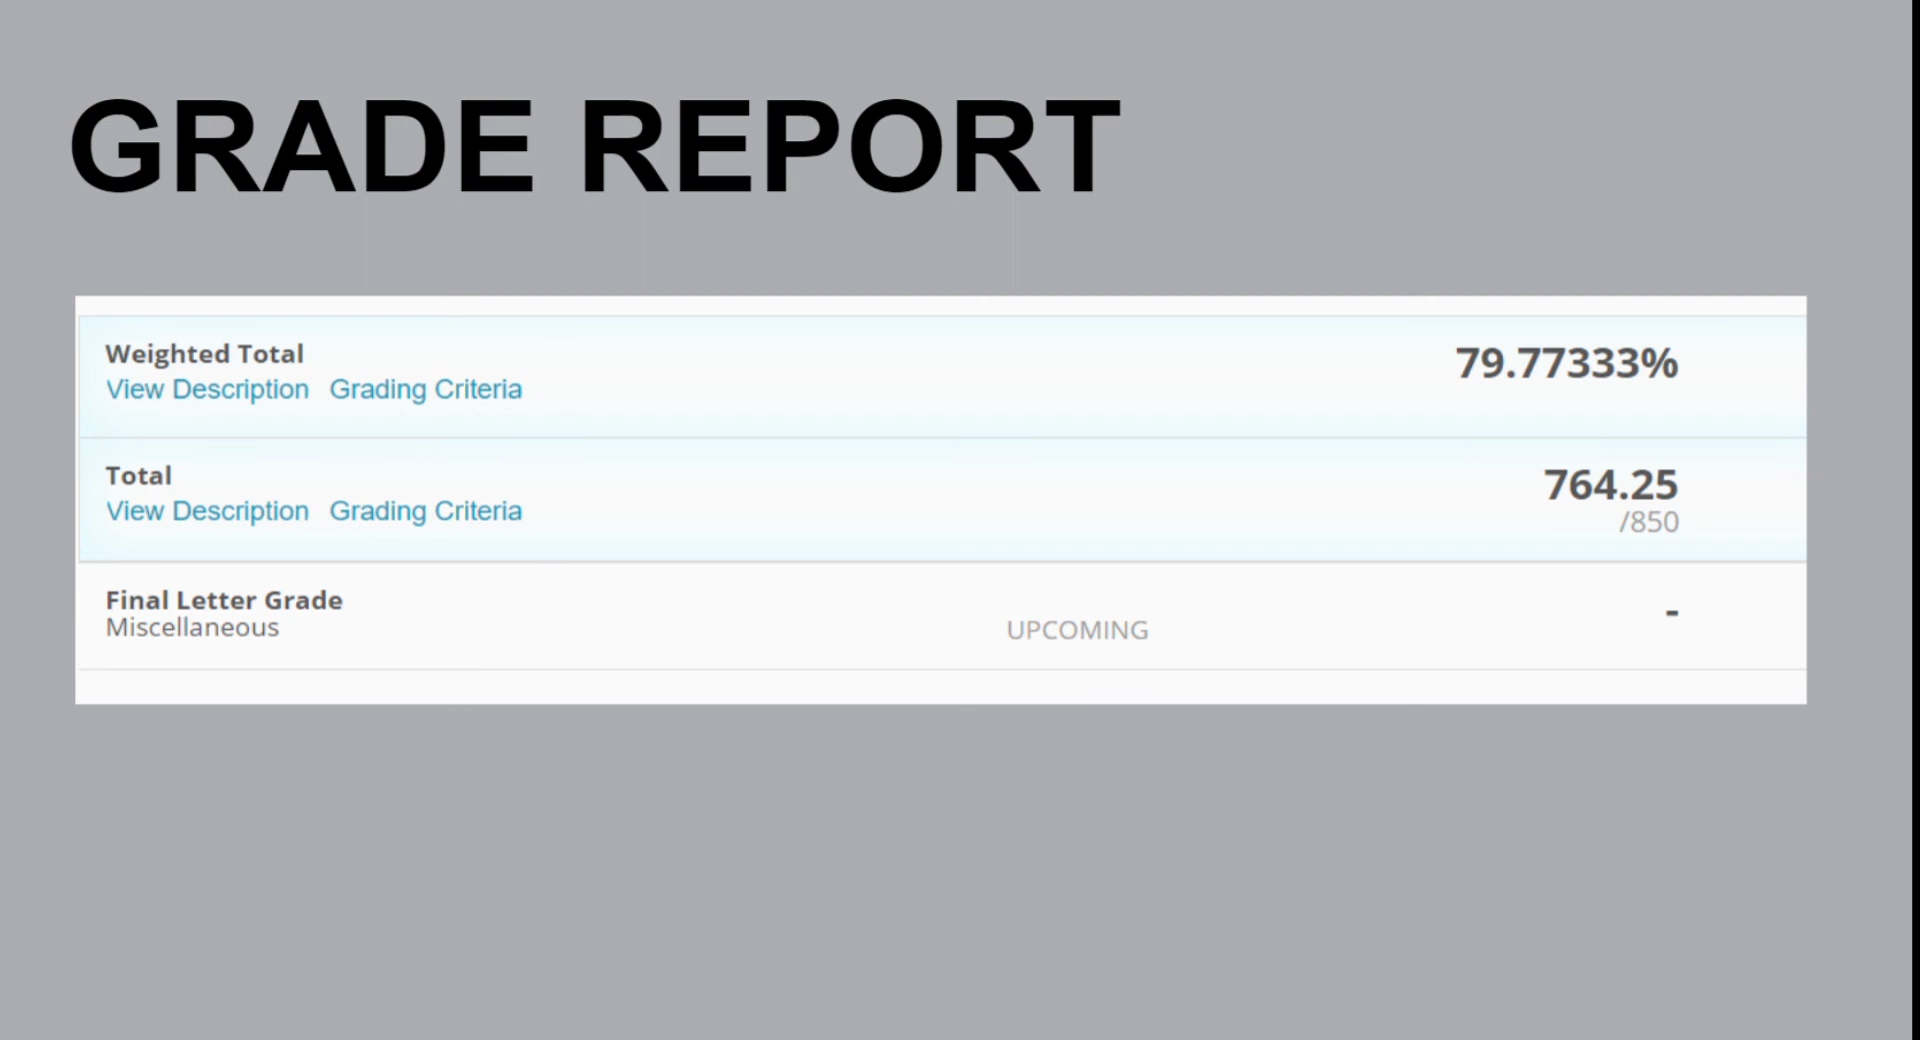 GRADE REPORT
Weighted Total
79.77333%
View Description Grading Criteria
Total
764.25
View Description Grading Criteria
/850
Final Letter Grade
-
Miscellaneous
UPCOMING